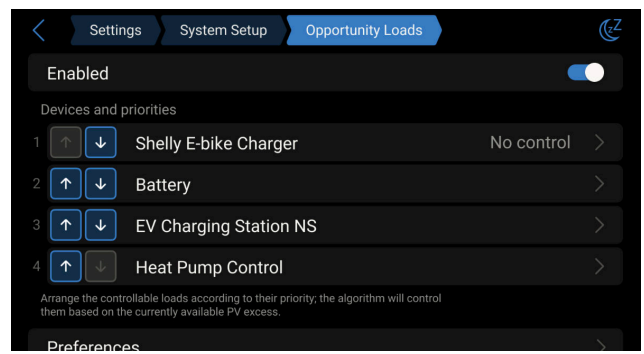 Settings System Setup Opportunity Loads zZ
Enabled
Devices and priorities
1 Shelly E-bike Charger No control
2 Battery
3 EV Charging Station NS
4 Heat Pump Control
Arrange the controllable loads according to their priority; the algorithm will control
them based on the currently available PV excess.
Preferences